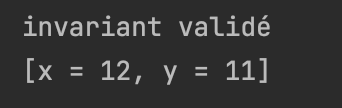 invariant validé
[x = 12, y = 11]